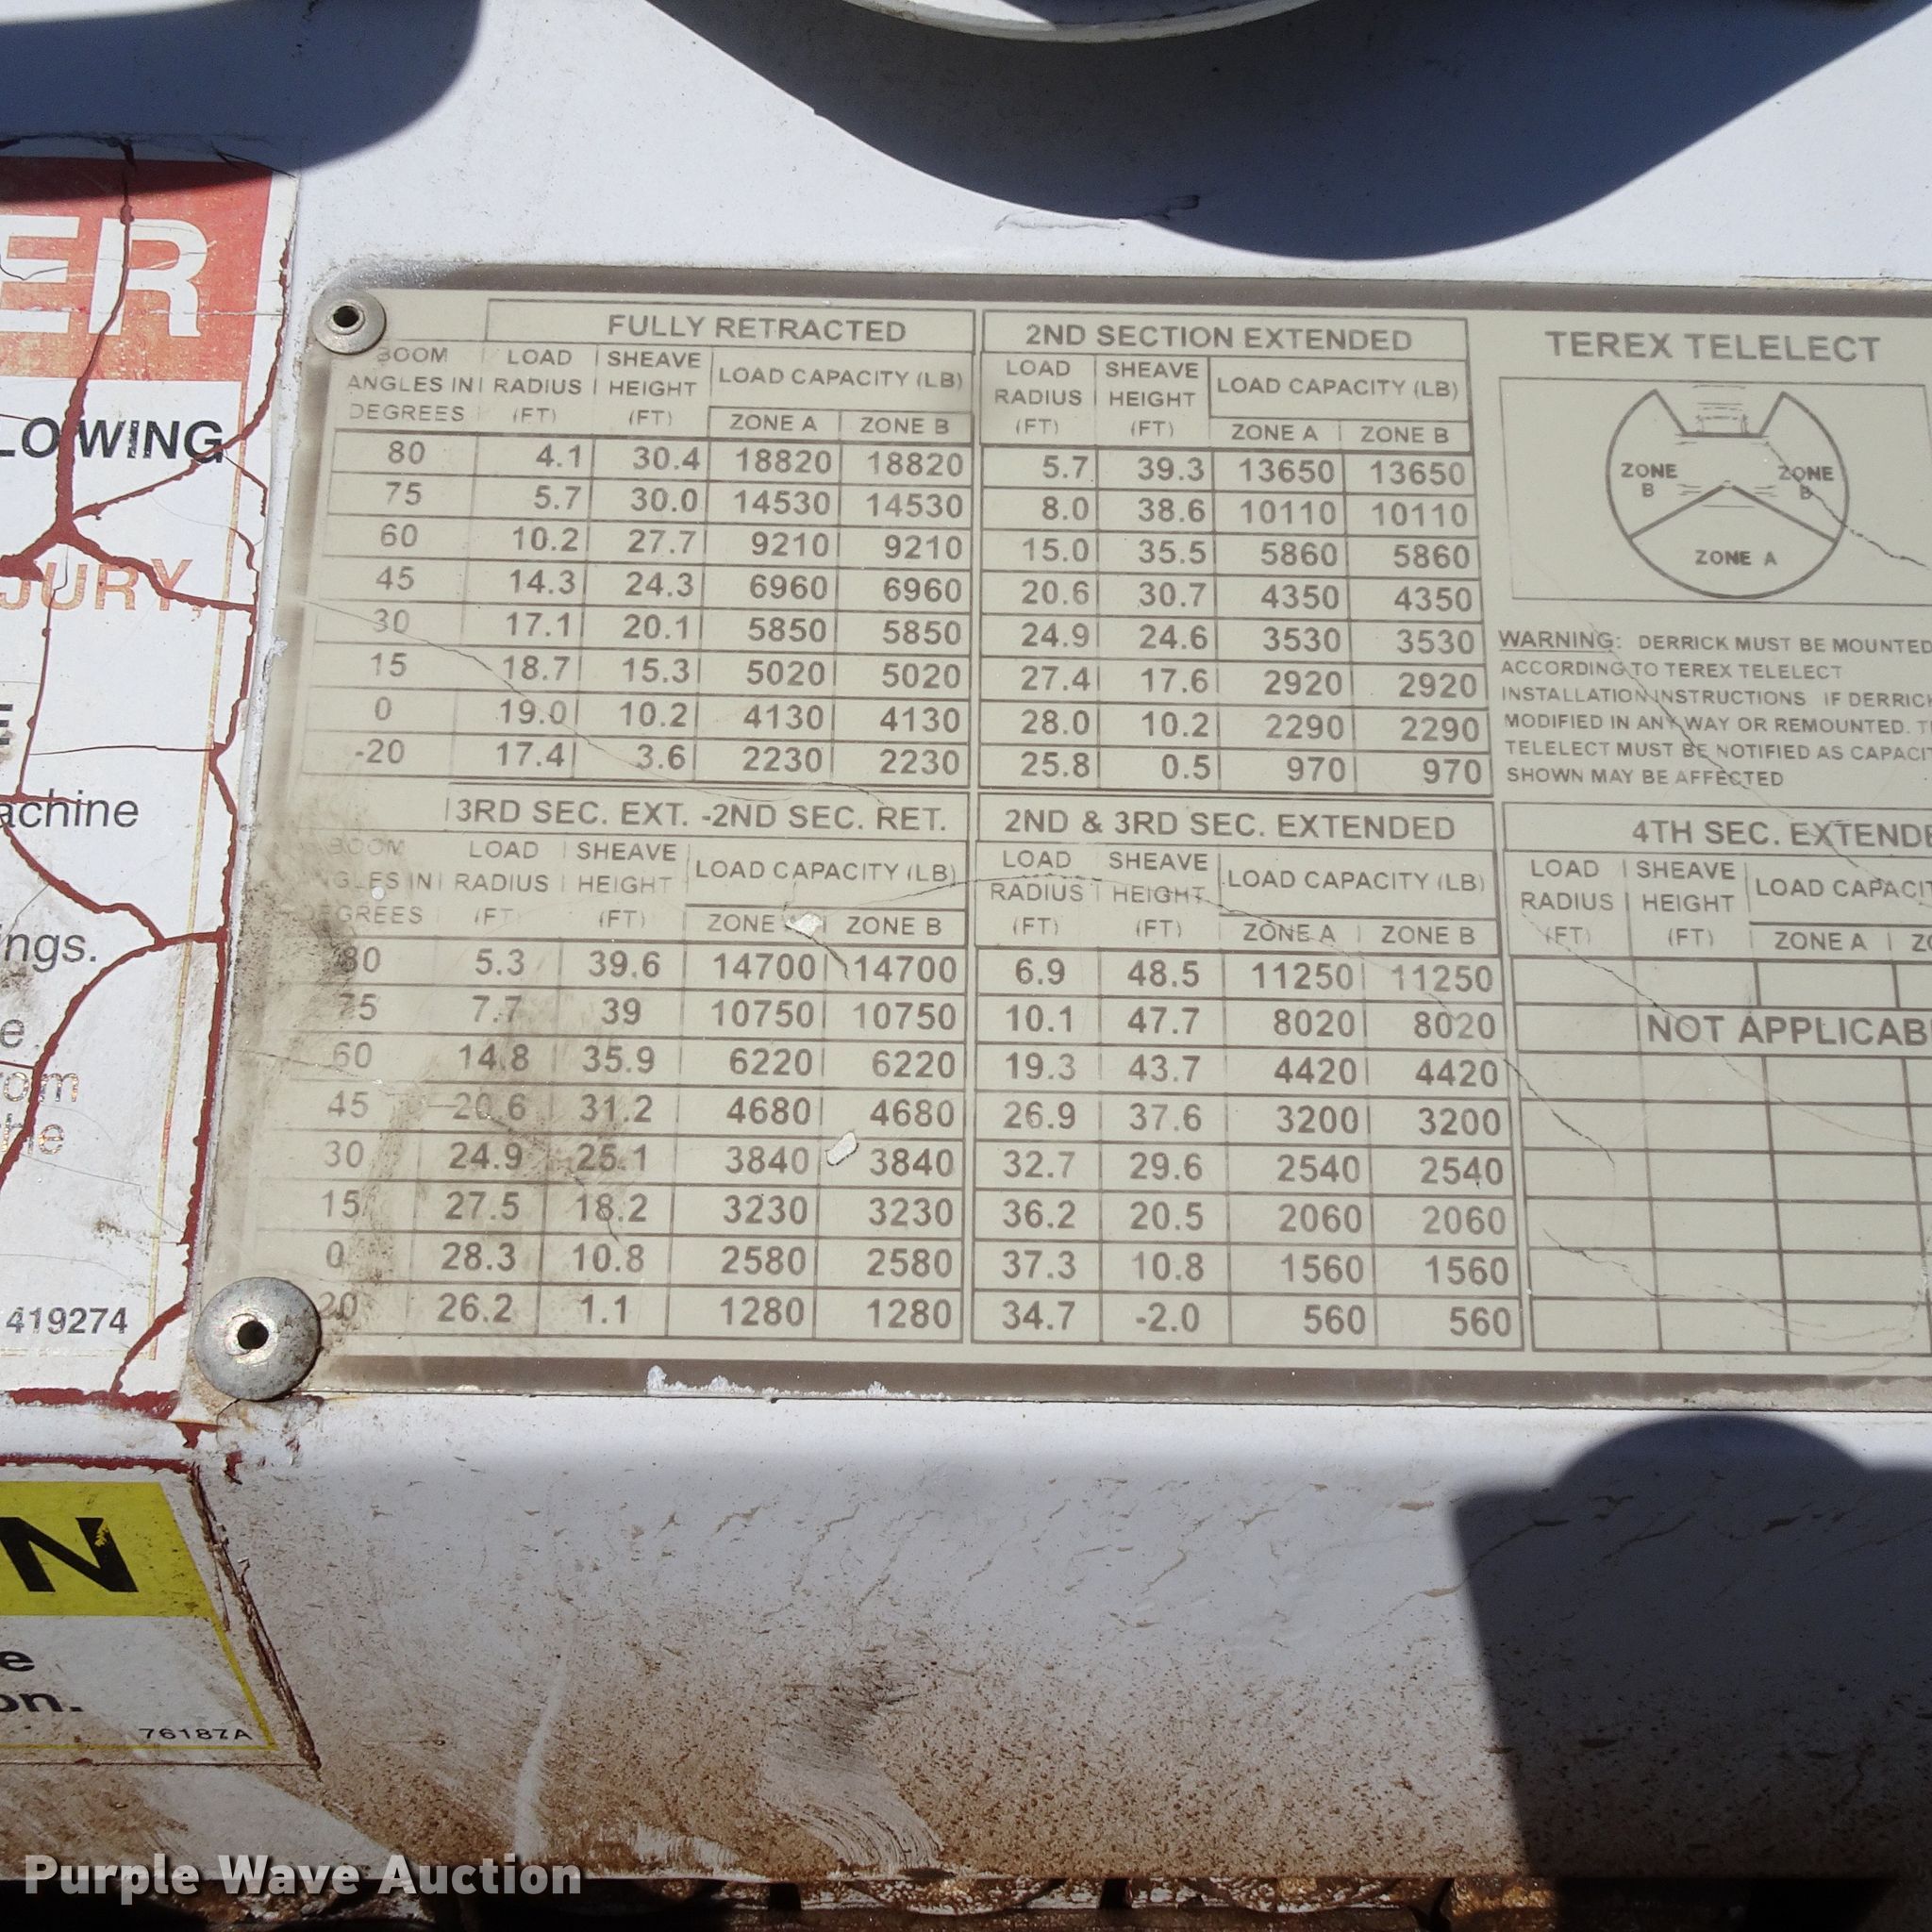 ER
LOWING
JURY,
E
achine
ings.
e
om
he
419274
N
e
on.
76187A
FULLY RETRACTED
BOOM ANGLES IN DEGREES | LOAD RADIUS (FT) | SHEAVE HEIGHT (FT) | LOAD CAPACITY (LB)
ZONE A | ZONE B
80 4.1 30.4 18820 18820
75 5.7 30.0 14530 14530
60 10.2 27.7 9210 9210
45 14.3 24.3 6960 6960
30 17.1 20.1 5850 5850
15 18.7 15.3 5020 5020
0 19.0 10.2 4130 4130
-20 17.4 3.6 2230 2230
2ND SECTION EXTENDED
LOAD RADIUS (FT) | SHEAVE HEIGHT (FT) | LOAD CAPACITY (LB)
ZONE A | ZONE B
5.7 39.3 13650 13650
8.0 38.6 10110 10110
15.0 35.5 5860 5860
20.6 30.7 4350 4350
24.9 24.6 3530 3530
27.4 17.6 2920 2920
28.0 10.2 2290 2290
25.8 0.5 970 970
TEREX TELELECT
ZONE B
ZONE B
ZONE A
WARNING: DERRICK MUST BE MOUNTED
ACCORDING TO TEREX TELELECT
INSTALLATION INSTRUCTIONS IF DERRICK
MODIFIED IN ANY WAY OR REMOUNTED. T
TELELECT MUST BE NOTIFIED AS CAPACIT
SHOWN MAY BE AFFECTED
3RD SEC. EXT. -2ND SEC. RET.
BOOM NGLES IN DEGREES | LOAD RADIUS (FT) | SHEAVE HEIGHT (FT) | LOAD CAPACITY (LB)
ZONE | ZONE B
80 5.3 39.6 14700 14700
75 7.7 39 10750 10750
60 14.8 35.9 6220 6220
45 20.6 31.2 4680 4680
30 24.9 25.1 3840 3840
15 27.5 18.2 3230 3230
0 28.3 10.8 2580 2580
20 26.2 1.1 1280 1280
2ND & 3RD SEC. EXTENDED
LOAD RADIUS (FT) | SHEAVE HEIGHT (FT) | LOAD CAPACITY (LB)
ZONE A | ZONE B
6.9 48.5 11250 11250
10.1 47.7 8020 8020
19.3 43.7 4420 4420
26.9 37.6 3200 3200
32.7 29.6 2540 2540
36.2 20.5 2060 2060
37.3 10.8 1560 1560
34.7 -2.0 560 560
4TH SEC. EXTENDE
LOAD RADIUS (FT) | SHEAVE HEIGHT (FT) | LOAD CAPACIT
ZONE A | ZO
NOT APPLICAB
Purple Wave Auction